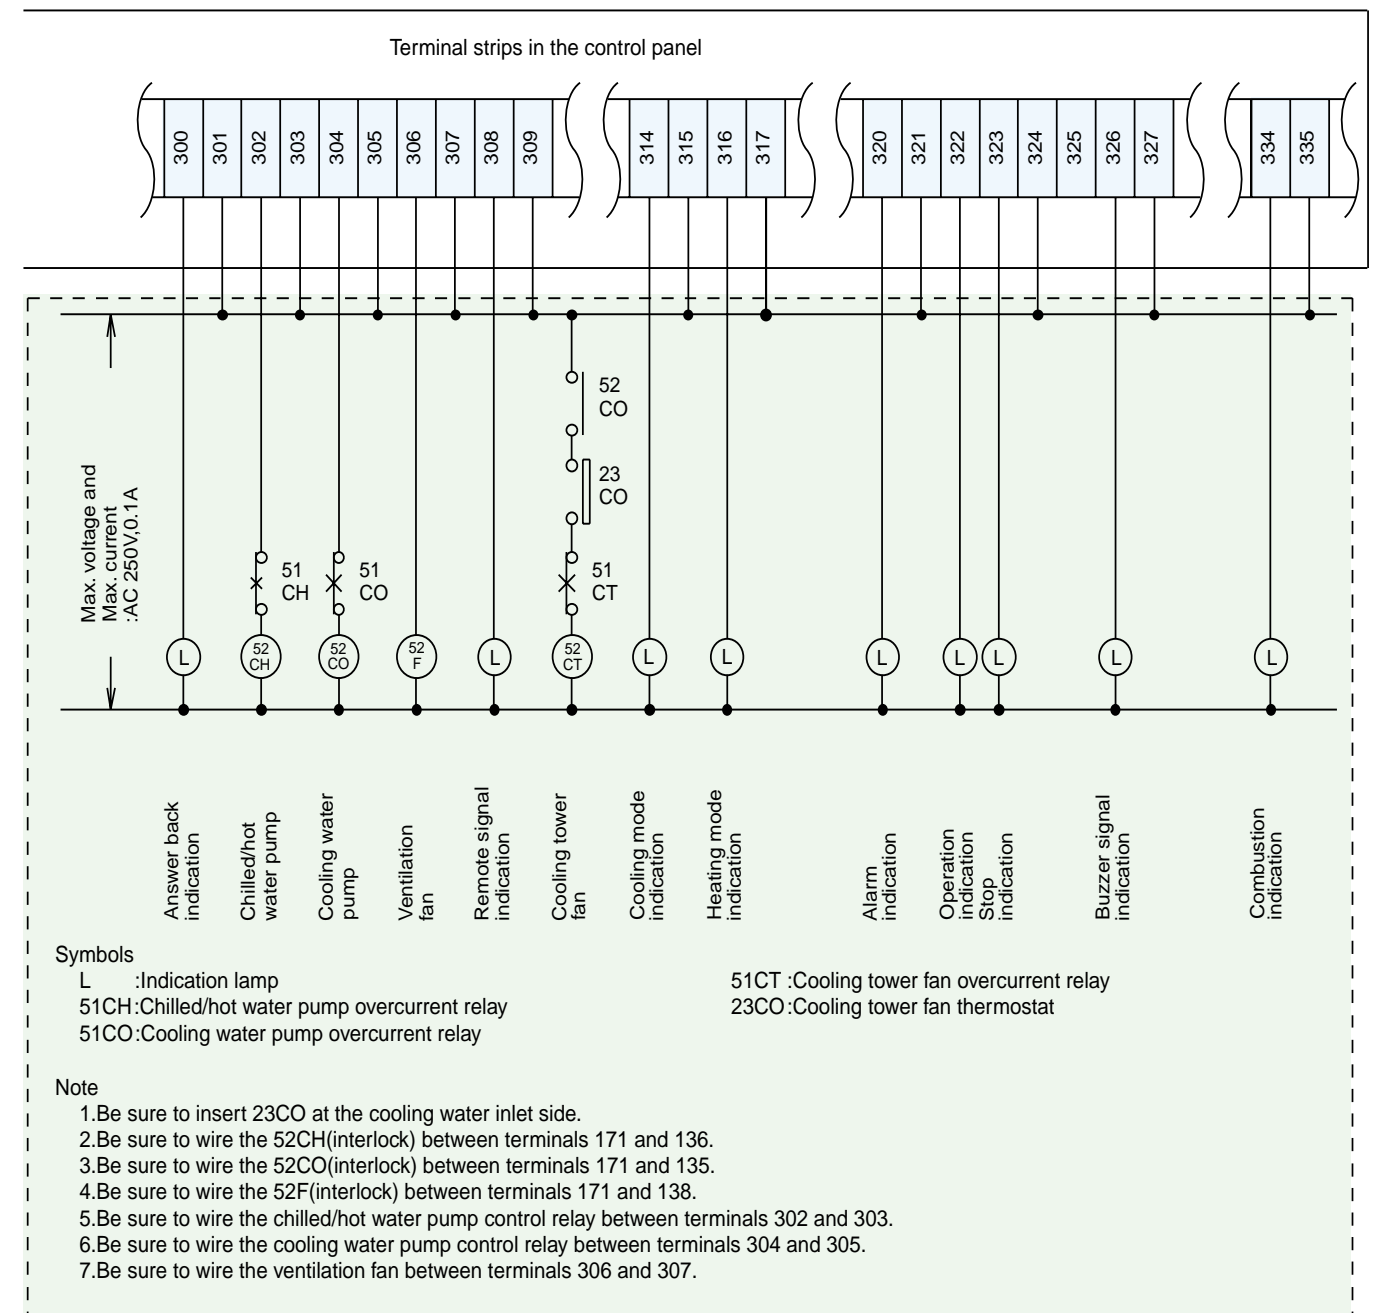 Terminal strips in the control panel
300
301
302
303
304
305
306
307
308
309
314
315
316
317
320
321
322
323
324
325
326
327
334
335
52
CO
23
CO
51
CH
51
CO
51
CT
Max. voltage and
Max. current
:AC 250V,0.1A
L
52
CH
52
CO
52
F
L
52
CT
L
L
L
L
L
L
L
Answer back
indication
Chilled/hot
water pump
Cooling water
pump
Ventilation
fan
Remote signal
indication
Cooling tower
fan
Cooling mode
indication
Heating mode
indication
Alarm
indication
Operation
indication
Stop
indication
Buzzer signal
indication
Combustion
indication
Symbols
L :Indication lamp
51CH:Chilled/hot water pump overcurrent relay
51CO:Cooling water pump overcurrent relay
51CT :Cooling tower fan overcurrent relay
23CO:Cooling tower fan thermostat
Note
1.Be sure to insert 23CO at the cooling water inlet side.
2.Be sure to wire the 52CH(interlock) between terminals 171 and 136.
3.Be sure to wire the 52CO(interlock) between terminals 171 and 135.
4.Be sure to wire the 52F(interlock) between terminals 171 and 138.
5.Be sure to wire the chilled/hot water pump control relay between terminals 302 and 303.
6.Be sure to wire the cooling water pump control relay between terminals 304 and 305.
7.Be sure to wire the ventilation fan between terminals 306 and 307.